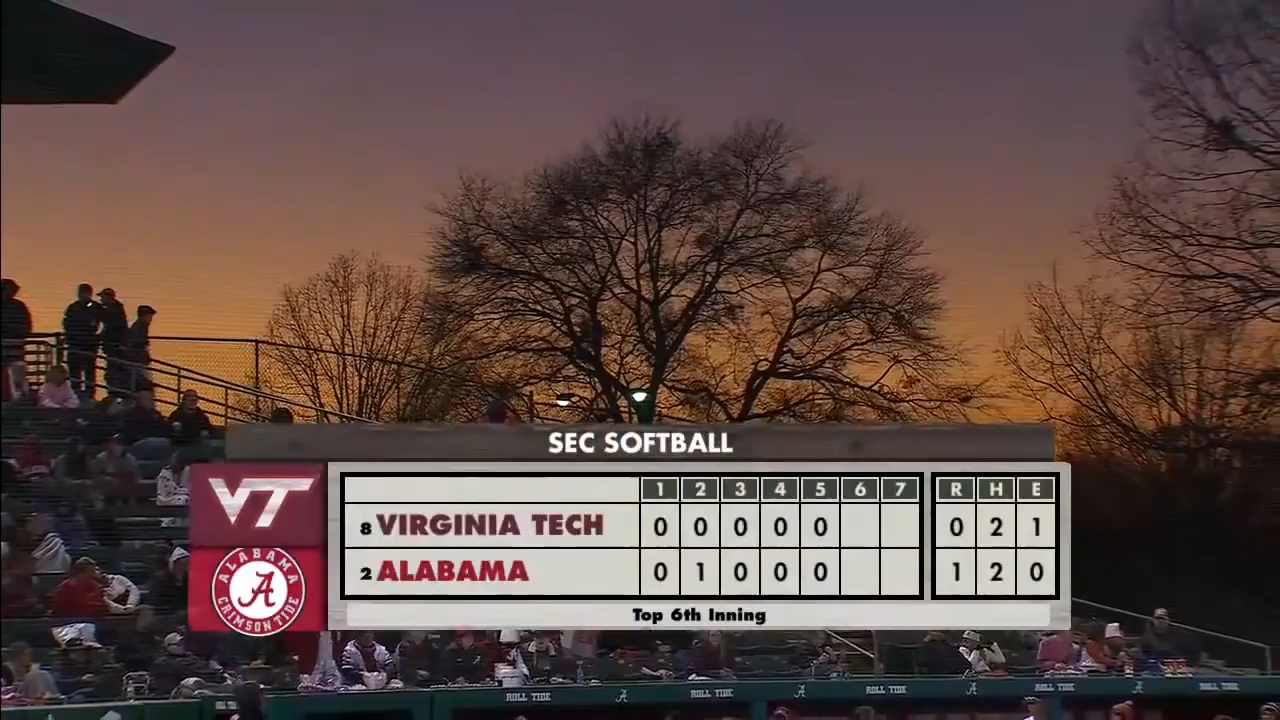 SEC SOFTBALL
VT
1 2 3 4 5 6 7 R H E
8 VIRGINIA TECH 0 0 0 0 0 0 2 1
ALABAMA
A
CRIMSON TIDE
2 ALABAMA 0 1 0 0 0 1 2 0
Top 6th Inning
ROLL TIDE A ROLL TIDE A ROLL TIDE A ROLL TIDE A ROLL TIDE